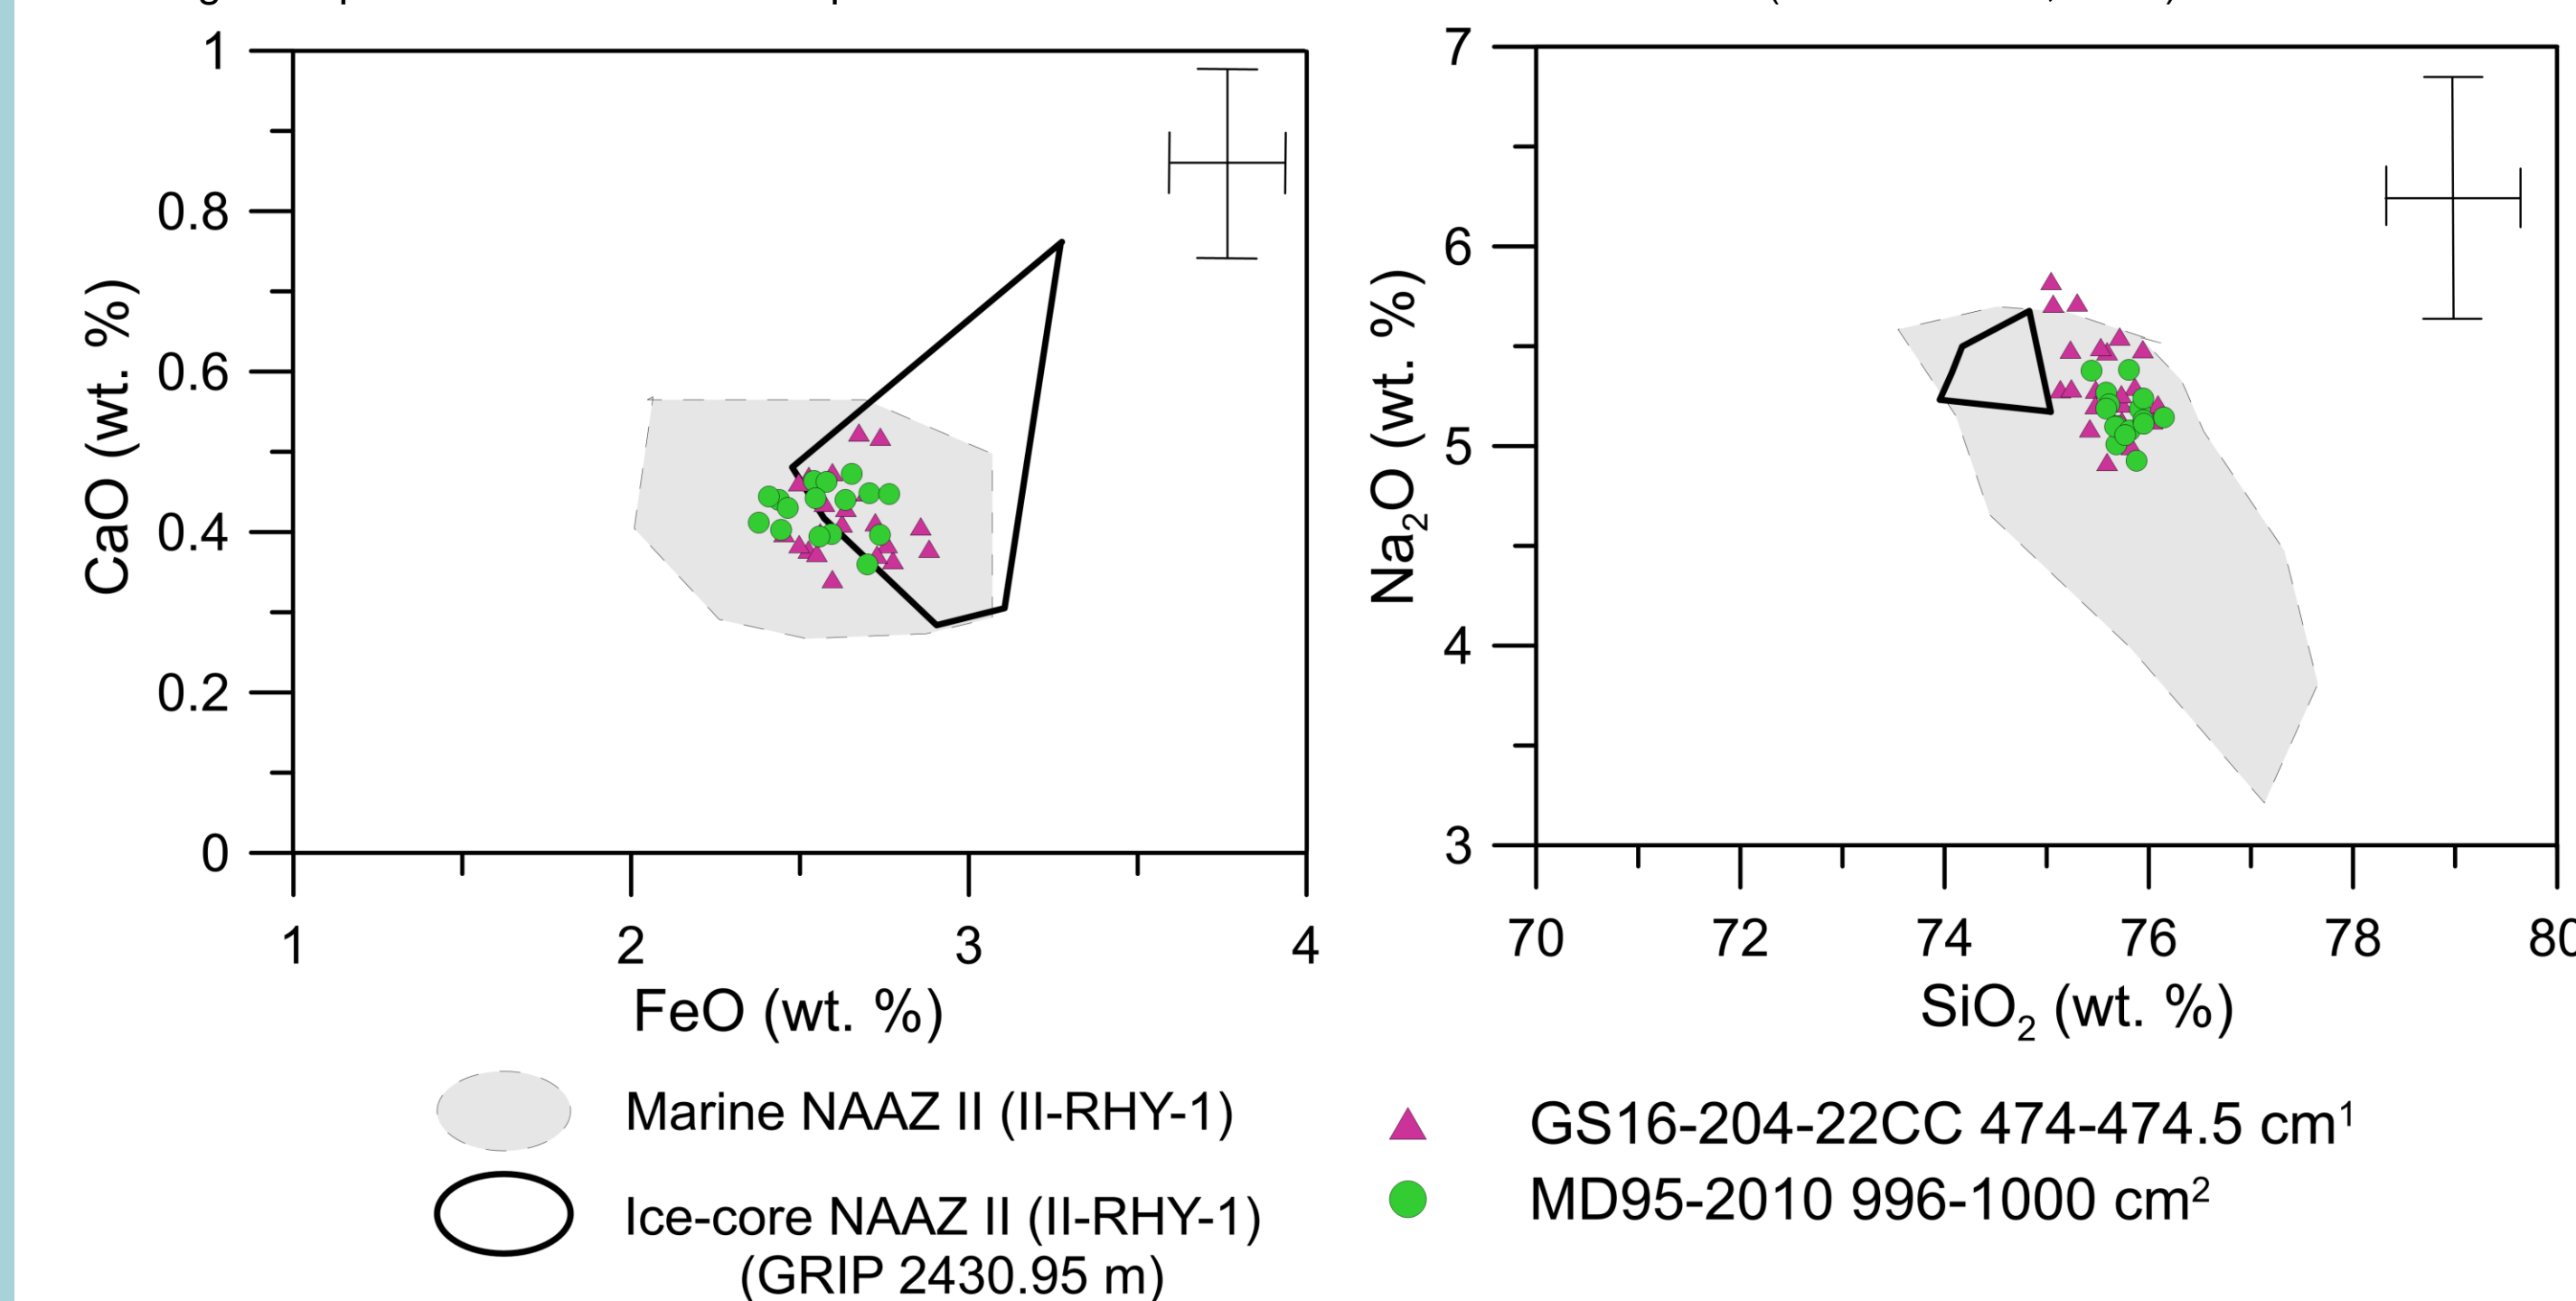 1
0.8
0.6
0.4
0.2
0
CaO (wt. %)
1 2 3 4
FeO (wt. %)
7
6
5
4
3
Na₂O (wt. %)
70 72 74 76 78
SiO₂ (wt. %)
Marine NAAZ II (II-RHY-1)
Ice-core NAAZ II (II-RHY-1)
(GRIP 2430.95 m)
GS16-204-22CC 474-474.5 cm¹
MD95-2010 996-1000 cm²